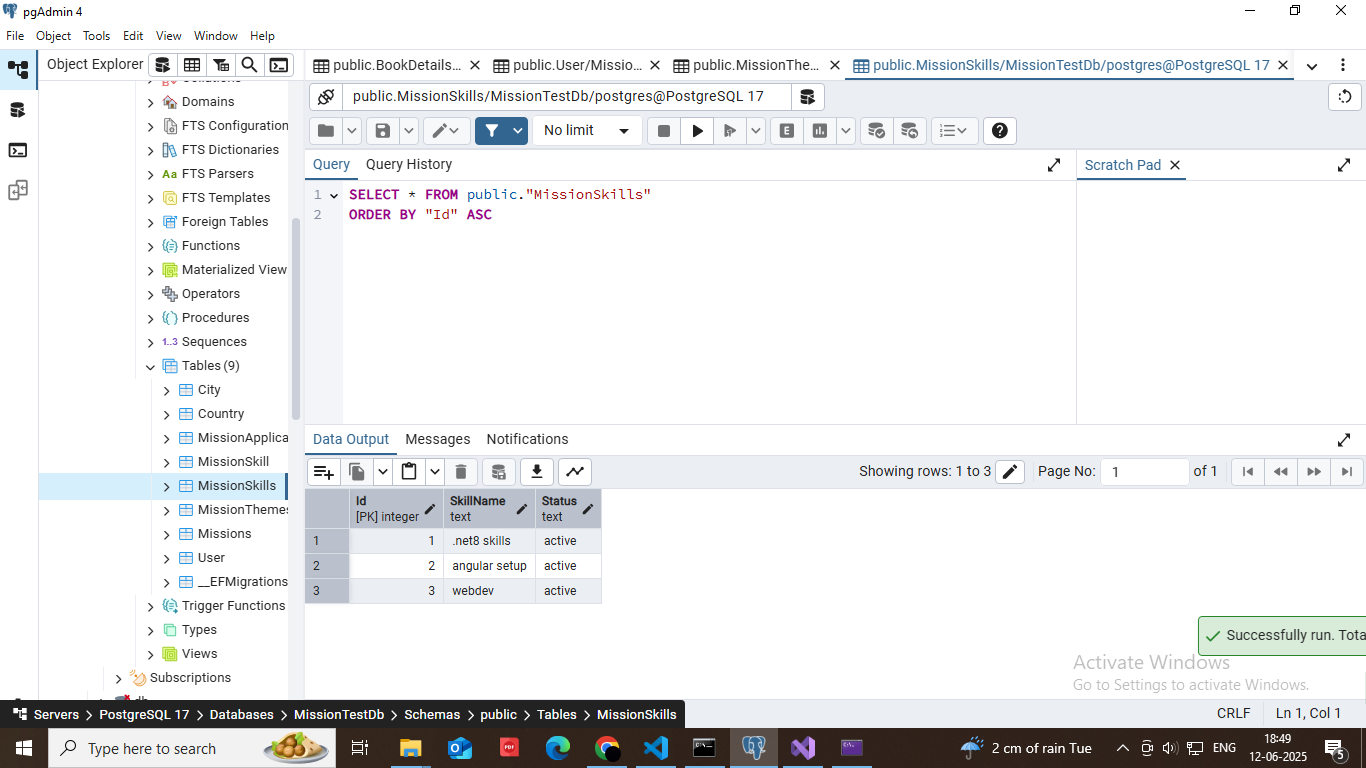 pgAdmin 4
File Object Tools Edit View Window Help
Object Explorer
public.BookDetails... public.User/Missio... public.MissionThe... public.MissionSkills/MissionTestDb/postgres@PostgreSQL 17
public.MissionSkills/MissionTestDb/postgres@PostgreSQL 17
No limit
E
Query Query History
Scratch Pad
1 SELECT * FROM public."MissionSkills"
2 ORDER BY "Id" ASC
Domains
FTS Configuration
FTS Dictionaries
Aa FTS Parsers
FTS Templates
Foreign Tables
Functions
Materialized View
Operators
Procedures
1..3 Sequences
Tables (9)
City
Country
MissionApplica
MissionSkill
MissionSkills
MissionThemes
Missions
User
__EFMigrations
Trigger Functions
Types
Views
Subscriptions
Data Output Messages Notifications
Showing rows: 1 to 3
Page No: 1 of 1
Id [PK] integer
SkillName text
Status text
1 1 .net8 skills active
2 2 angular setup active
3 3 webdev active
Successfully run. Tota
Activate Windows
Go to Settings to activate Windows.
Servers PostgreSQL 17 Databases MissionTestDb Schemas public Tables MissionSkills
CRLF Ln 1, Col 1
Type here to search
PDF
2 cm of rain Tue
ENG
18:49
12-06-2025
5